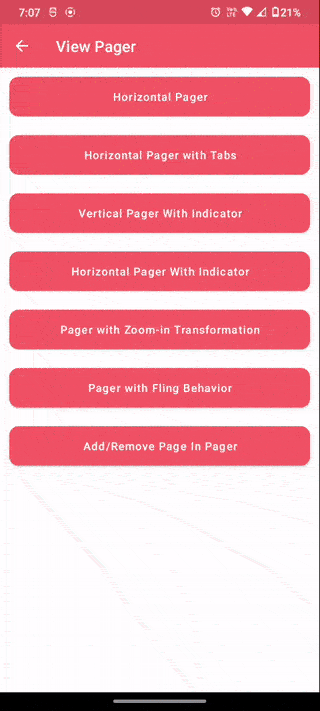 7:07 21%
View Pager
Horizontal Pager
Horizontal Pager with Tabs
Vertical Pager With Indicator
Horizontal Pager With Indicator
Pager with Zoom-in Transformation
Pager with Fling Behavior
Add/Remove Page In Pager